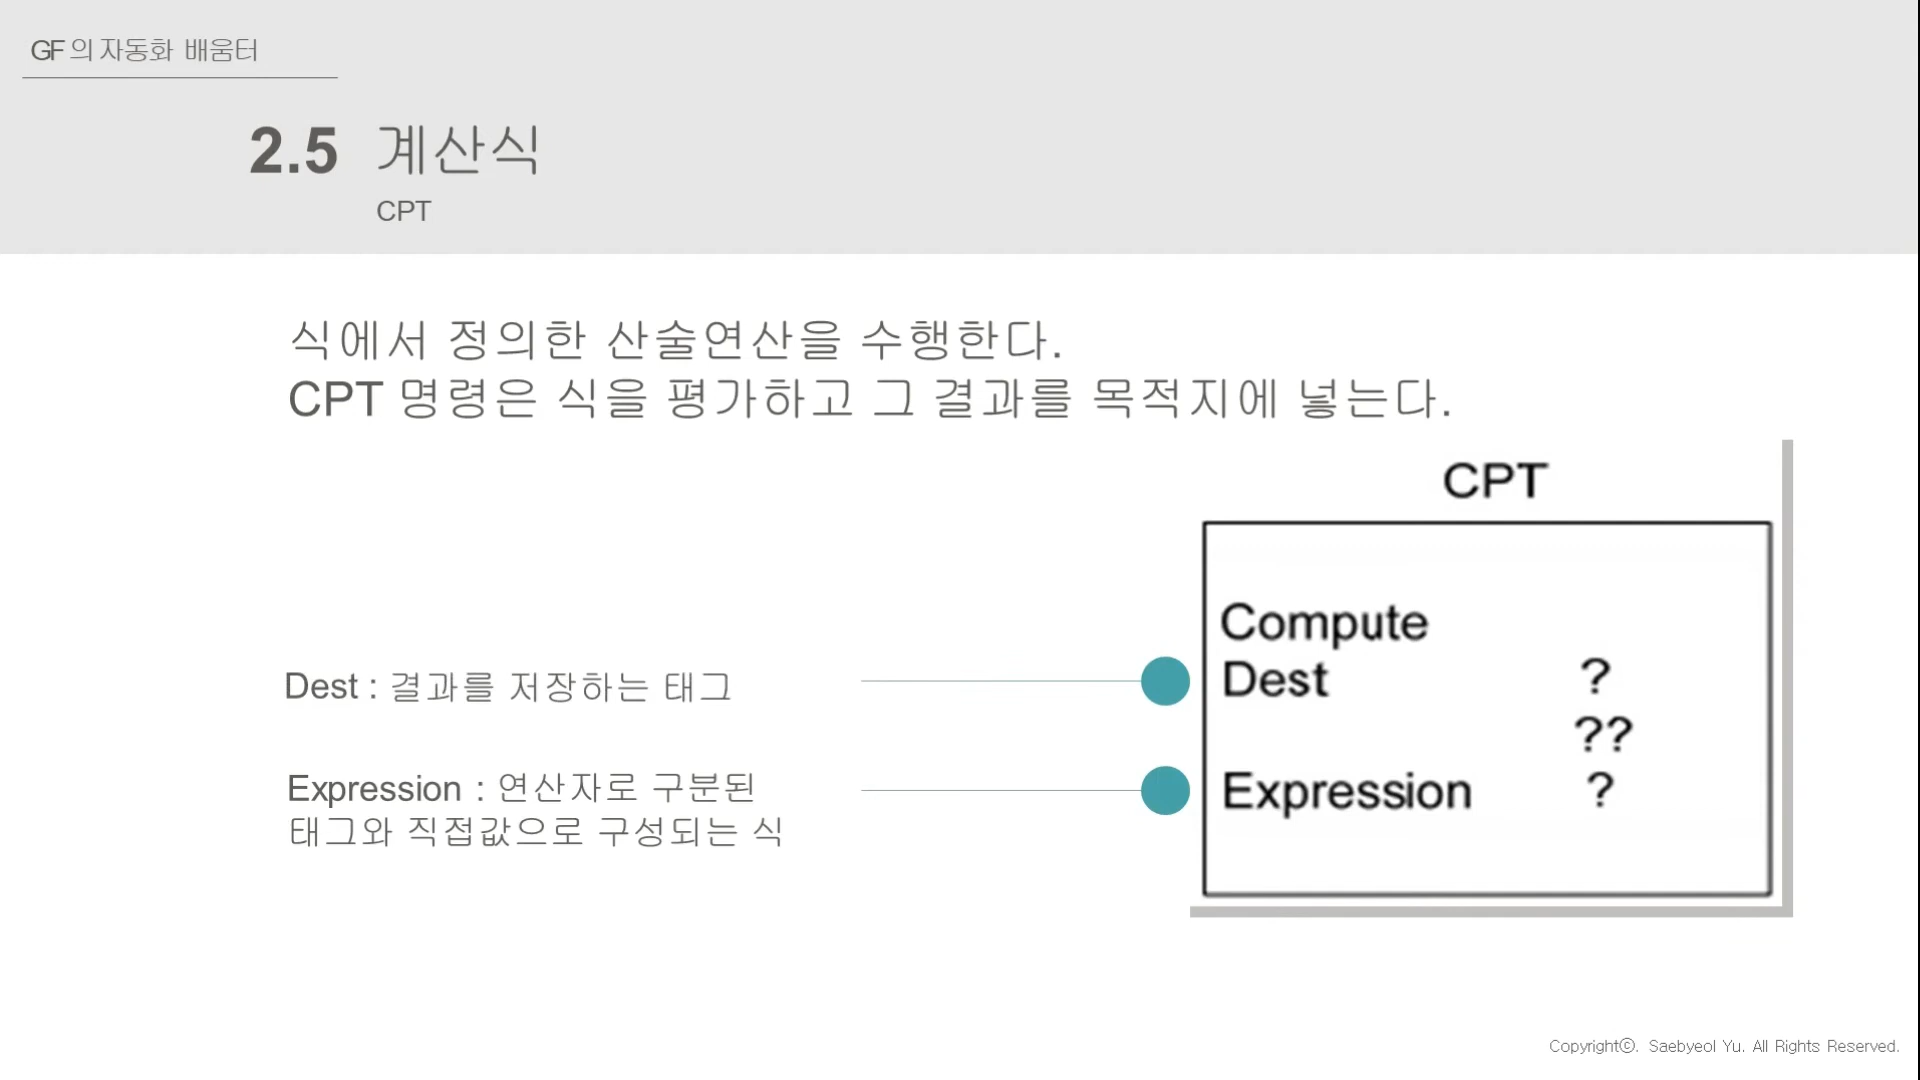 GF의 자동화 배움터
2.5 계산식
CPT
식에서 정의한 산술연산을 수행한다.
CPT 명령은 식을 평가하고 그 결과를 목적지에 넣는다.
CPT
Compute
Dest : 결과를 저장하는 태그
Dest ?
??
Expression : 연산자로 구분된
태그와 직접값으로 구성되는 식
Expression ?
Copyrightⓒ. Saebyeol Yu. All Rights Reserved.